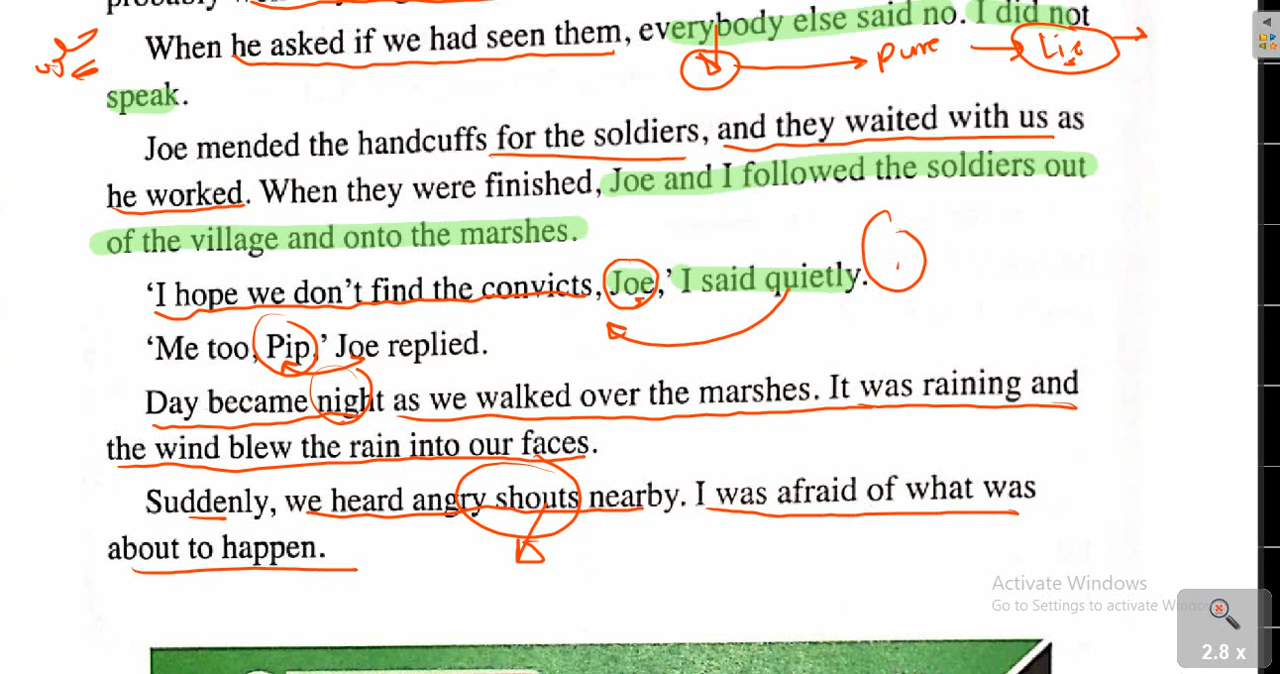 When he asked if we had seen them, everybody else said no. I did not
pure
Lie
speak.
Joe mended the handcuffs for the soldiers, and they waited with us as
he worked. When they were finished, Joe and I followed the soldiers out
of the village and onto the marshes.
‘I hope we don’t find the convicts, Joe,’ I said quietly.
‘Me too, Pip,’ Joe replied.
Day became night as we walked over the marshes. It was raining and
the wind blew the rain into our faces.
Suddenly, we heard angry shouts nearby. I was afraid of what was
about to happen.
Activate Windows
Go to Settings to activate
2.8 x